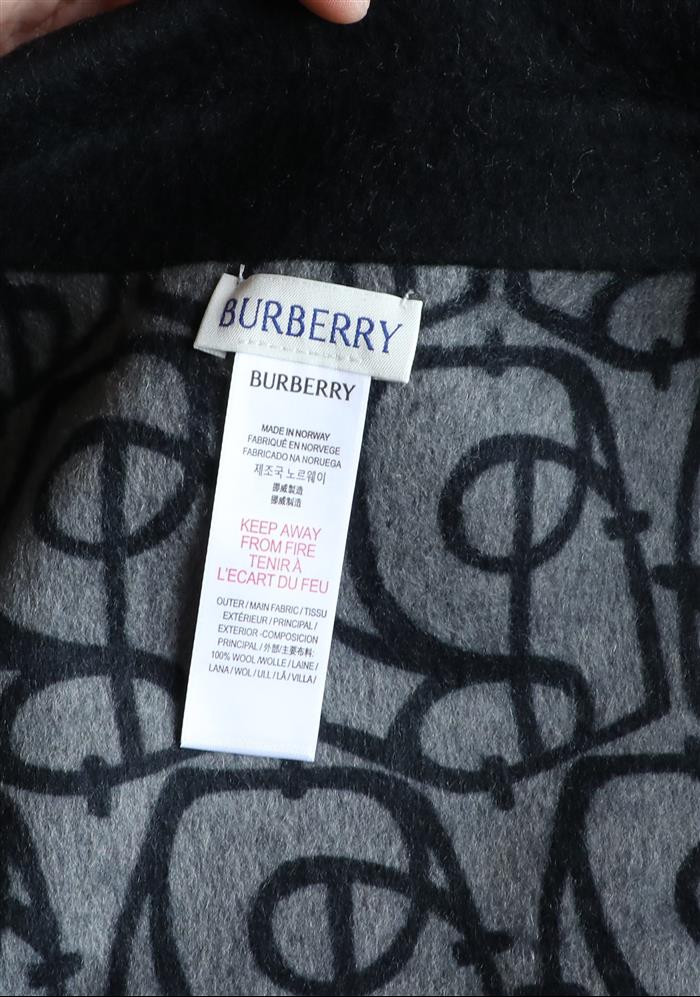 BURBERRY
BURBERRY
MADE IN NORWAY
FABRIQUÉ EN NORVEGE
FABRICADO NA NORUEGA
제조국 노르웨이
挪威製造
挪威制造
KEEP AWAY
FROM FIRE
TENIR À
L'ECART DU FEU
OUTER / MAIN FABRIC / TISSU
EXTÉRIEUR / PRINCIPAL /
EXTERIOR -COMPOSICION
PRINCIPAL / 外部/主要布料:
100% WOOL /WOLLE / LAINE /
LANA / WOL / ULL / LÃ / VILLA /